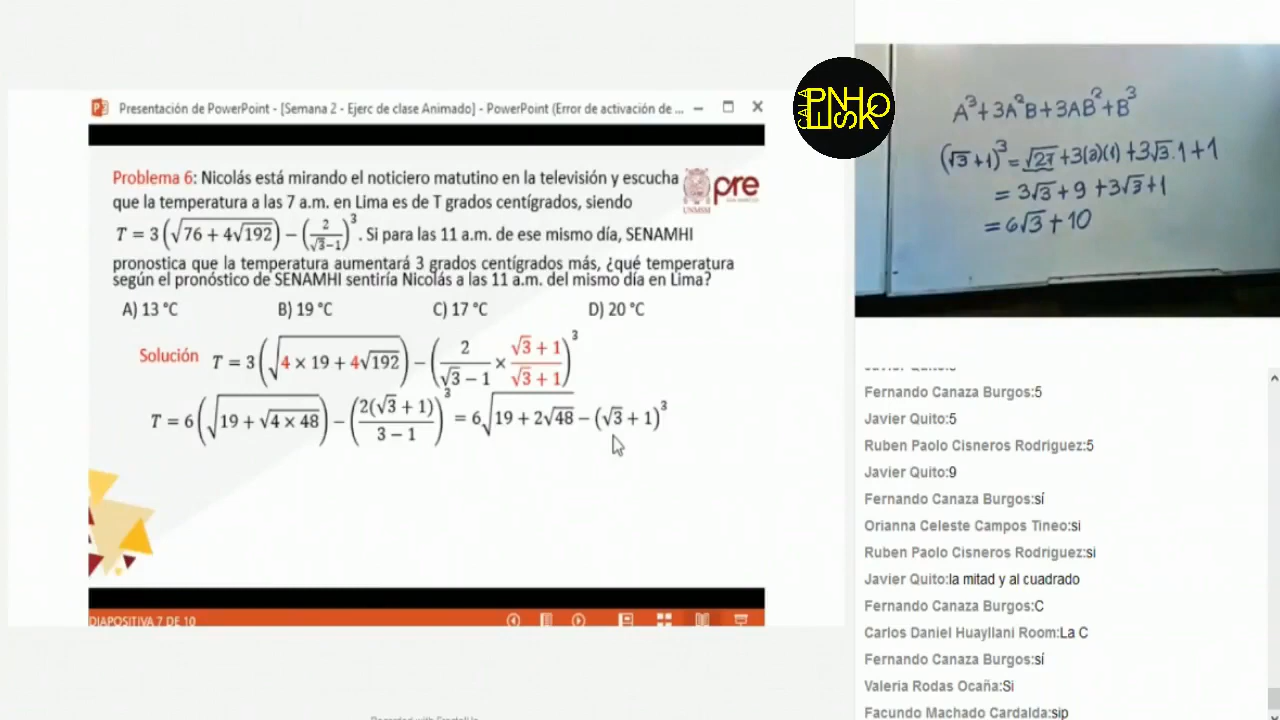 Presentación de PowerPoint - [Semana 2 - Ejerc de clase Animado] - PowerPoint (Error de activación de ...
Problema 6: Nicolás está mirando el noticiero matutino en la televisión y escucha
que la temperatura a las 7 a.m. en Lima es de T grados centígrados, siendo
T = 3(√(76 + 4√192)) − (2/(√3−1))³. Si para las 11 a.m. de ese mismo día, SENAMHI
pronostica que la temperatura aumentará 3 grados centígrados más, ¿qué temperatura
según el pronóstico de SENAMHI sentiría Nicolás a las 11 a.m. del mismo día en Lima?
A) 13 °C B) 19 °C C) 17 °C D) 20 °C
Solución T = 3(√(4 × 19 + 4√192)) − (2/(√3 − 1) × (√3 + 1)/(√3 + 1))³
T = 6(√(19 + √(4 × 48))) − (2(√3 + 1)/(3 − 1))³ = 6√(19 + 2√48) − (√3 + 1)³
pre
UNMSM
DIAPOSITIVA 7 DE 10
CALA
PNHO
ESK
A³+3A²B+3AB²+B³
(√3+1)³=√27+3(3)(1)+3√3.1+1
= 3√3+9+3√3+1
= 6√3+10
Fernando Canaza Burgos:5
Javier Quito:5
Ruben Paolo Cisneros Rodriguez:5
Javier Quito:9
Fernando Canaza Burgos:sí
Orianna Celeste Campos Tineo:si
Ruben Paolo Cisneros Rodriguez:si
Javier Quito:la mitad y al cuadrado
Fernando Canaza Burgos:C
Carlos Daniel Huayllani Room:La C
Fernando Canaza Burgos:sí
Valeria Rodas Ocaña:Si
Facundo Machado Cardalda:sip